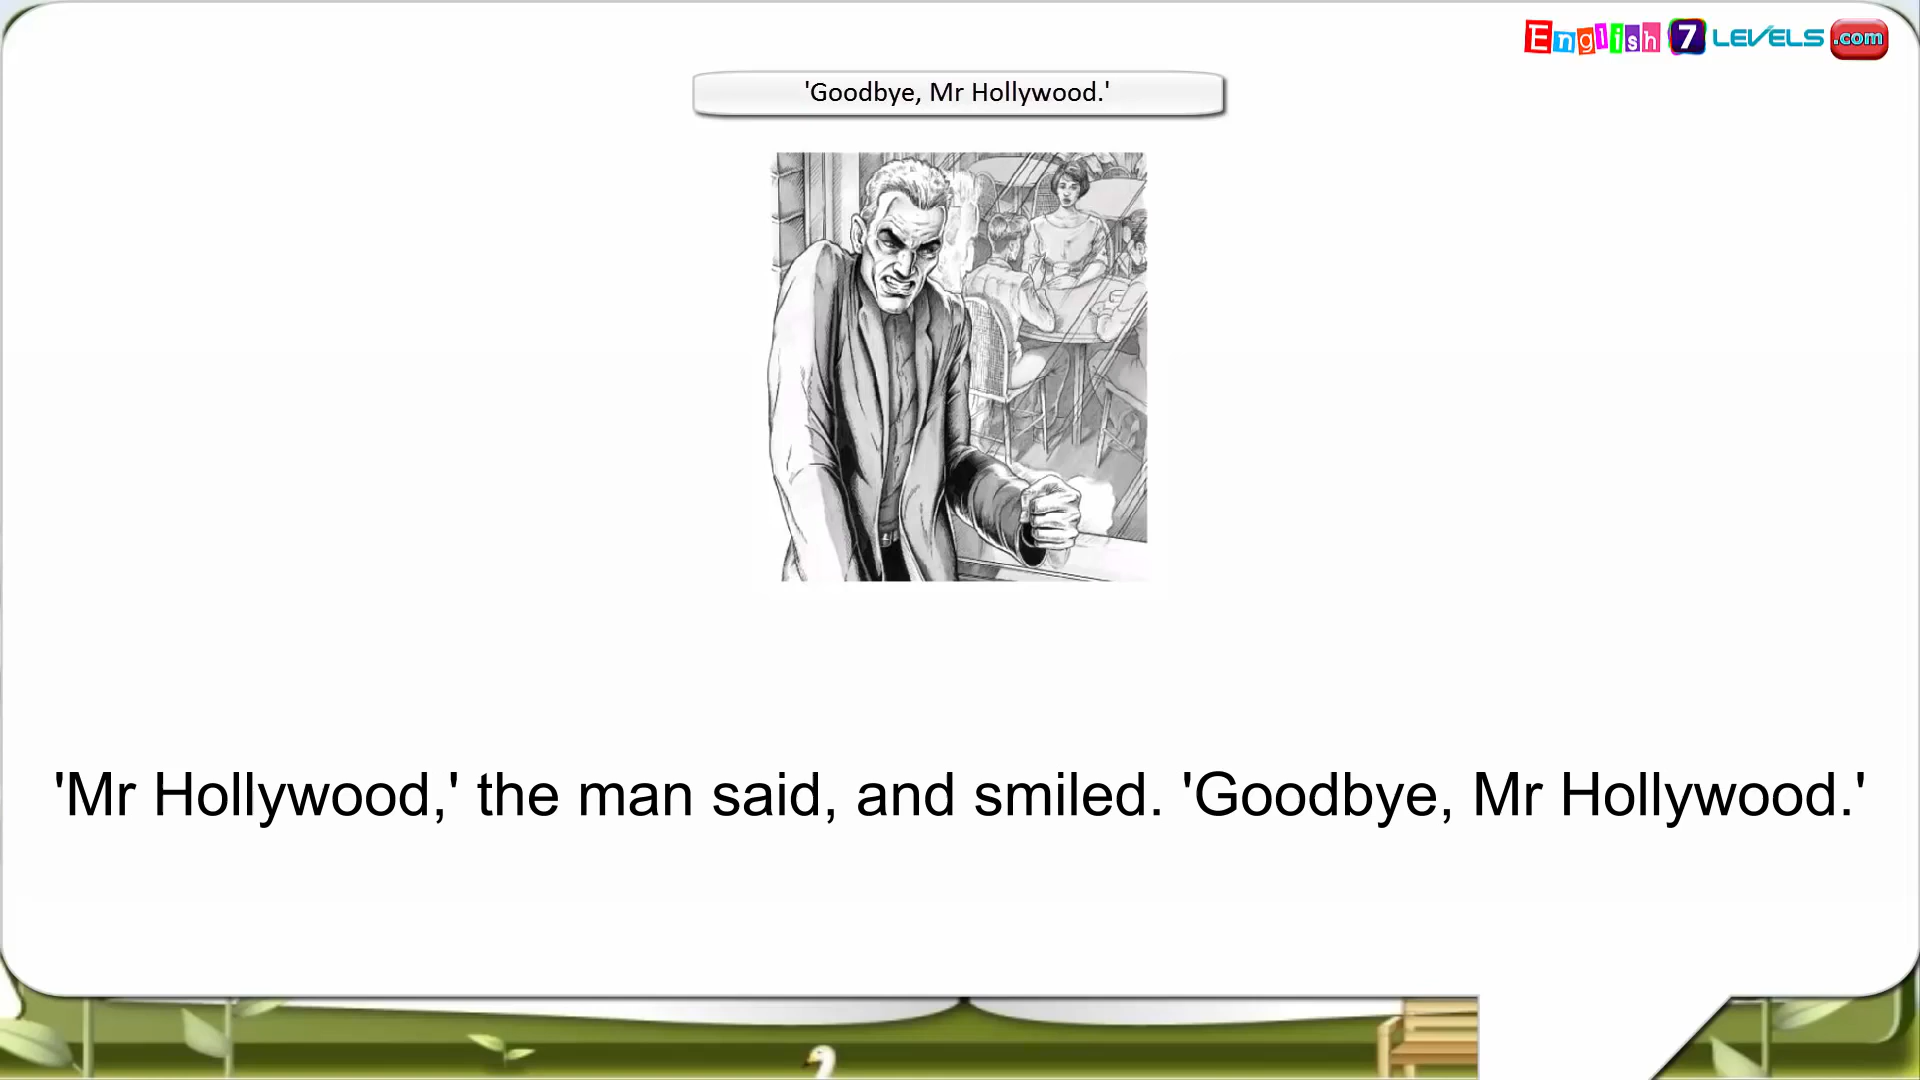 English 7 LEVELS .com
'Goodbye, Mr Hollywood.'
'Mr Hollywood,' the man said, and smiled. 'Goodbye, Mr Hollywood.'